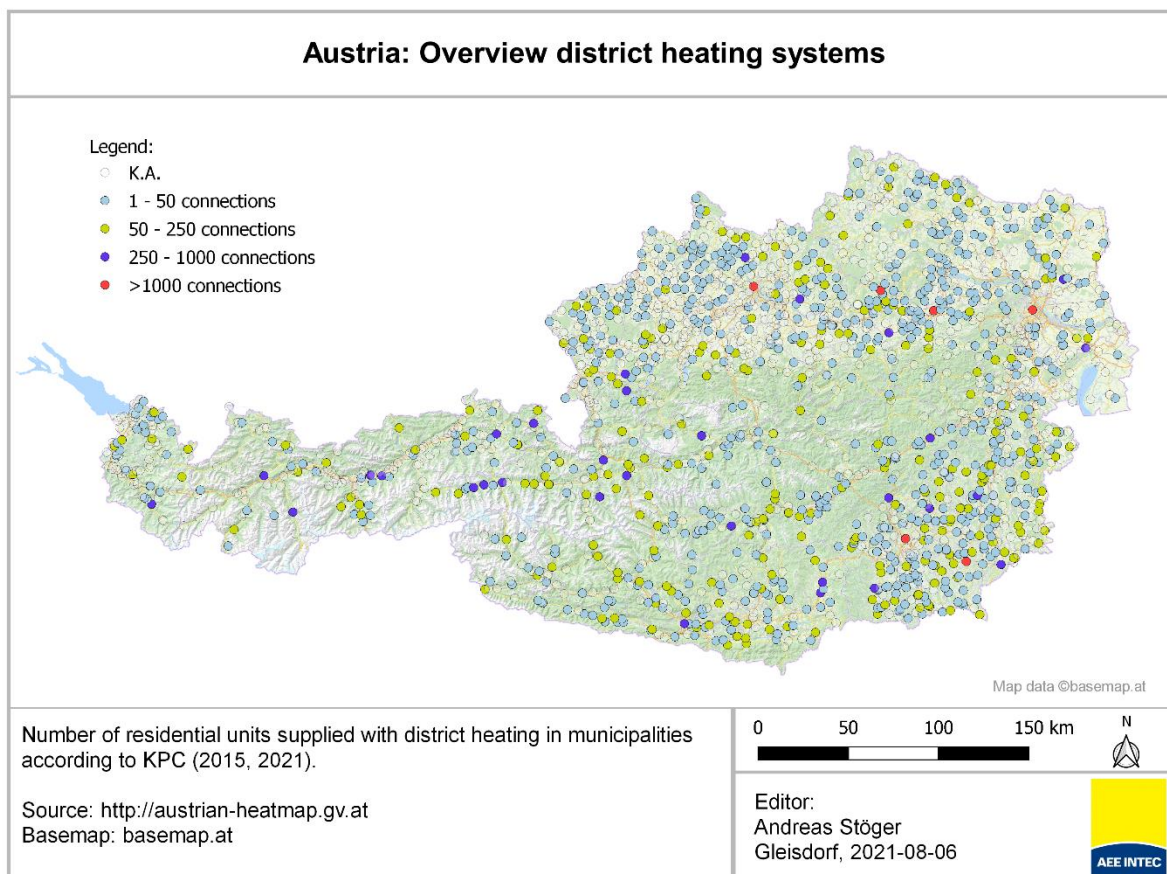 Austria: Overview district heating systems
Legend:
K.A.
1 - 50 connections
50 - 250 connections
250 - 1000 connections
>1000 connections
Map data ©basemap.at
Number of residential units supplied with district heating in municipalities
according to KPC (2015, 2021).
Source: http://austrian-heatmap.gv.at
Basemap: basemap.at
0 50 100 150 km
N
Editor:
Andreas Stöger
Gleisdorf, 2021-08-06
AEE INTEC